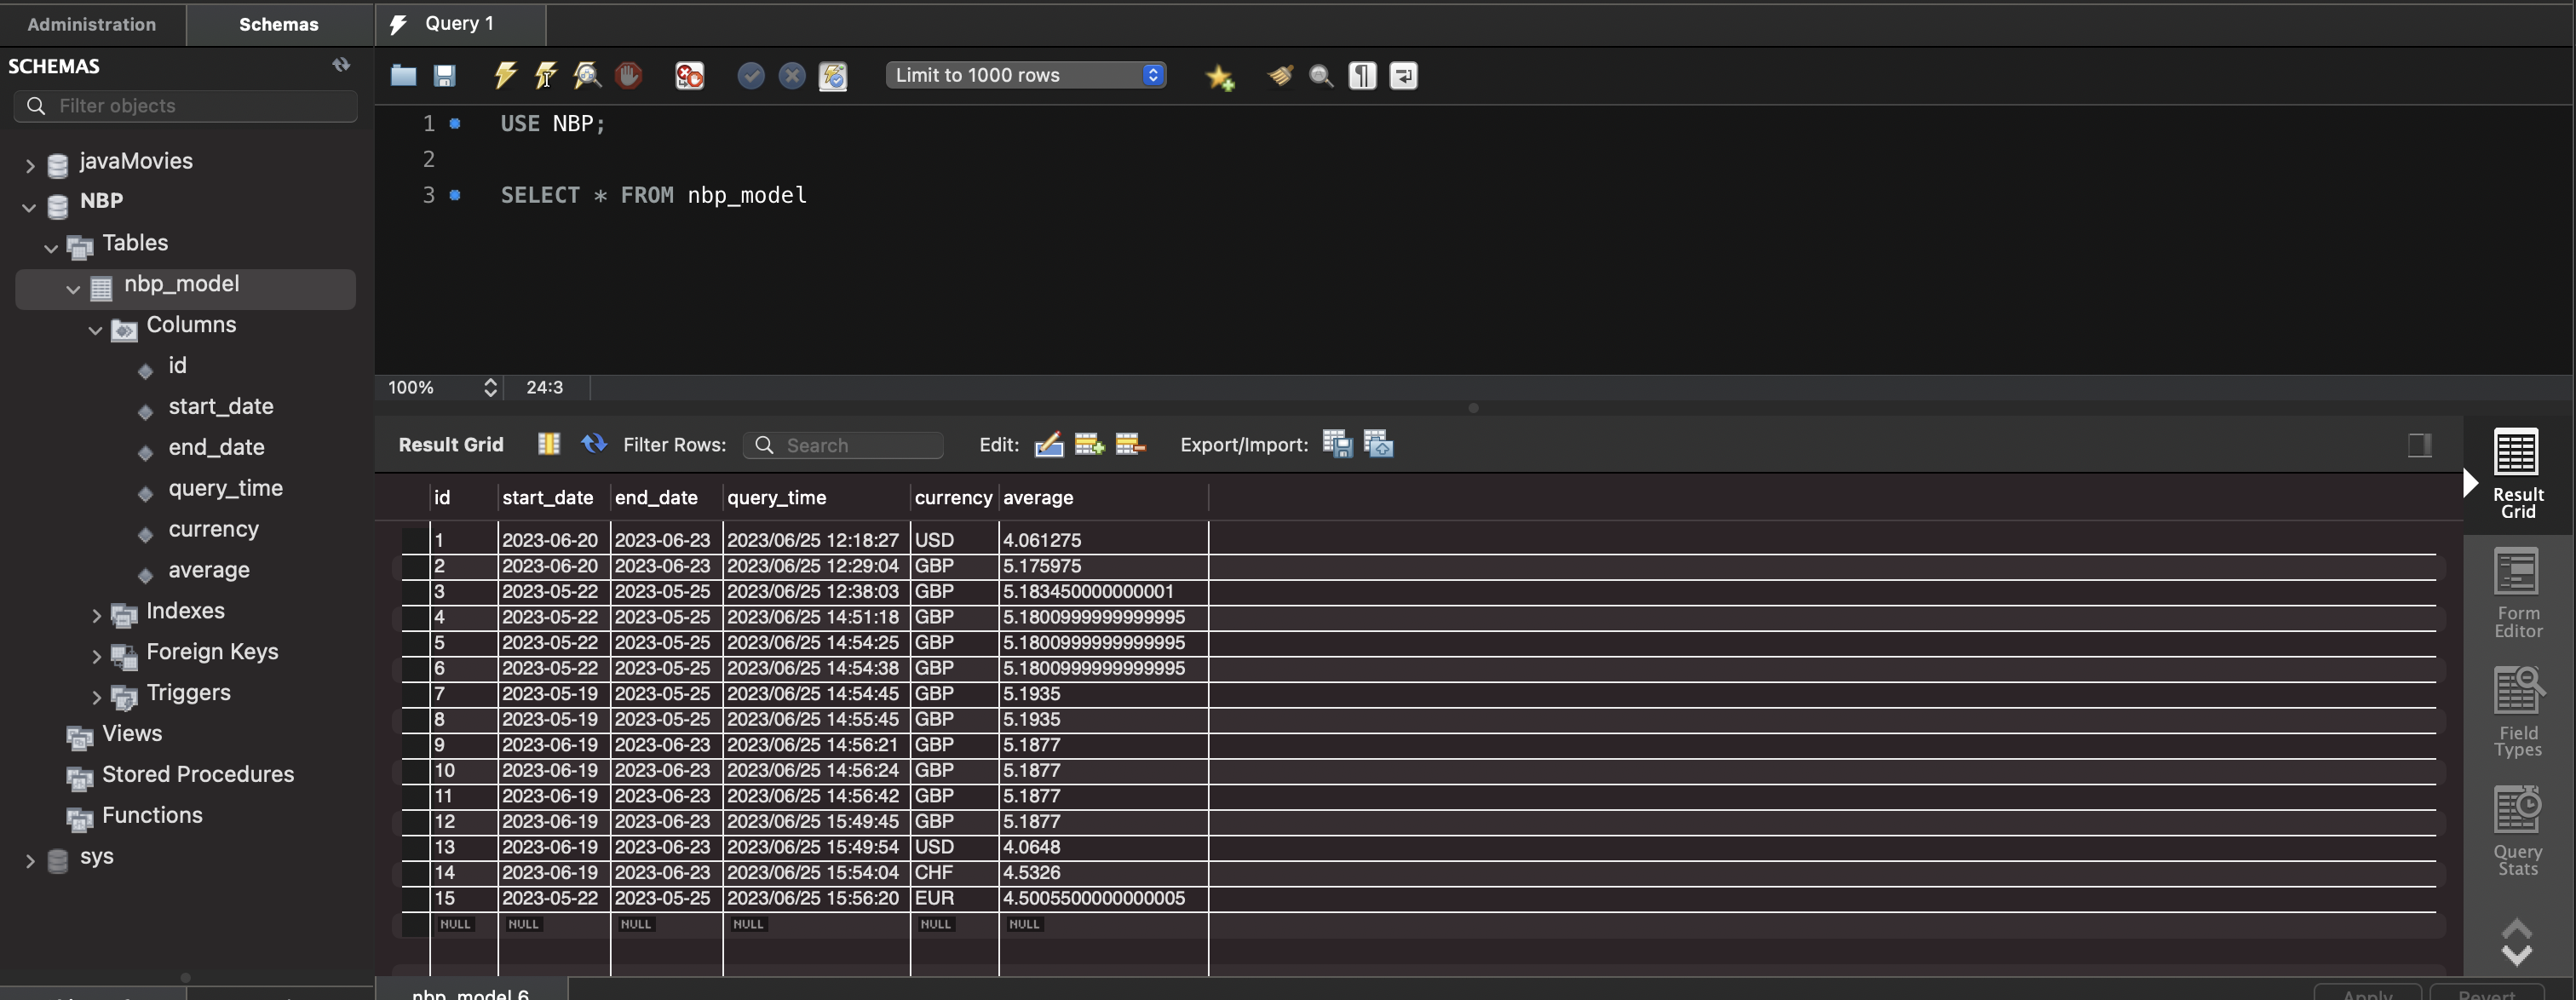 Administration Schemas Query 1
SCHEMAS
Filter objects
Limit to 1000 rows
javaMovies
NBP
Tables
nbp_model
Columns
id
start_date
end_date
query_time
currency
average
Indexes
Foreign Keys
Triggers
Views
Stored Procedures
Functions
sys
1 USE NBP;
2
3 SELECT * FROM nbp_model
100% 24:3
Result Grid Filter Rows: Search Edit: Export/Import:
id start_date end_date query_time currency average
1 2023-06-20 2023-06-23 2023/06/25 12:18:27 USD 4.061275
2 2023-06-20 2023-06-23 2023/06/25 12:29:04 GBP 5.175975
3 2023-05-22 2023-05-25 2023/06/25 12:38:03 GBP 5.183450000000001
4 2023-05-22 2023-05-25 2023/06/25 14:51:18 GBP 5.1800999999999995
5 2023-05-22 2023-05-25 2023/06/25 14:54:25 GBP 5.1800999999999995
6 2023-05-22 2023-05-25 2023/06/25 14:54:38 GBP 5.1800999999999995
7 2023-05-19 2023-05-25 2023/06/25 14:54:45 GBP 5.1935
8 2023-05-19 2023-05-25 2023/06/25 14:55:45 GBP 5.1935
9 2023-06-19 2023-06-23 2023/06/25 14:56:21 GBP 5.1877
10 2023-06-19 2023-06-23 2023/06/25 14:56:24 GBP 5.1877
11 2023-06-19 2023-06-23 2023/06/25 14:56:42 GBP 5.1877
12 2023-06-19 2023-06-23 2023/06/25 15:49:45 GBP 5.1877
13 2023-06-19 2023-06-23 2023/06/25 15:49:54 USD 4.0648
14 2023-06-19 2023-06-23 2023/06/25 15:54:04 CHF 4.5326
15 2023-05-22 2023-05-25 2023/06/25 15:56:20 EUR 4.5005500000000005
NULL NULL NULL NULL NULL NULL
Result
Grid
Form
Editor
Field
Types
Query
Stats
nbp_model 6
Apply Revert